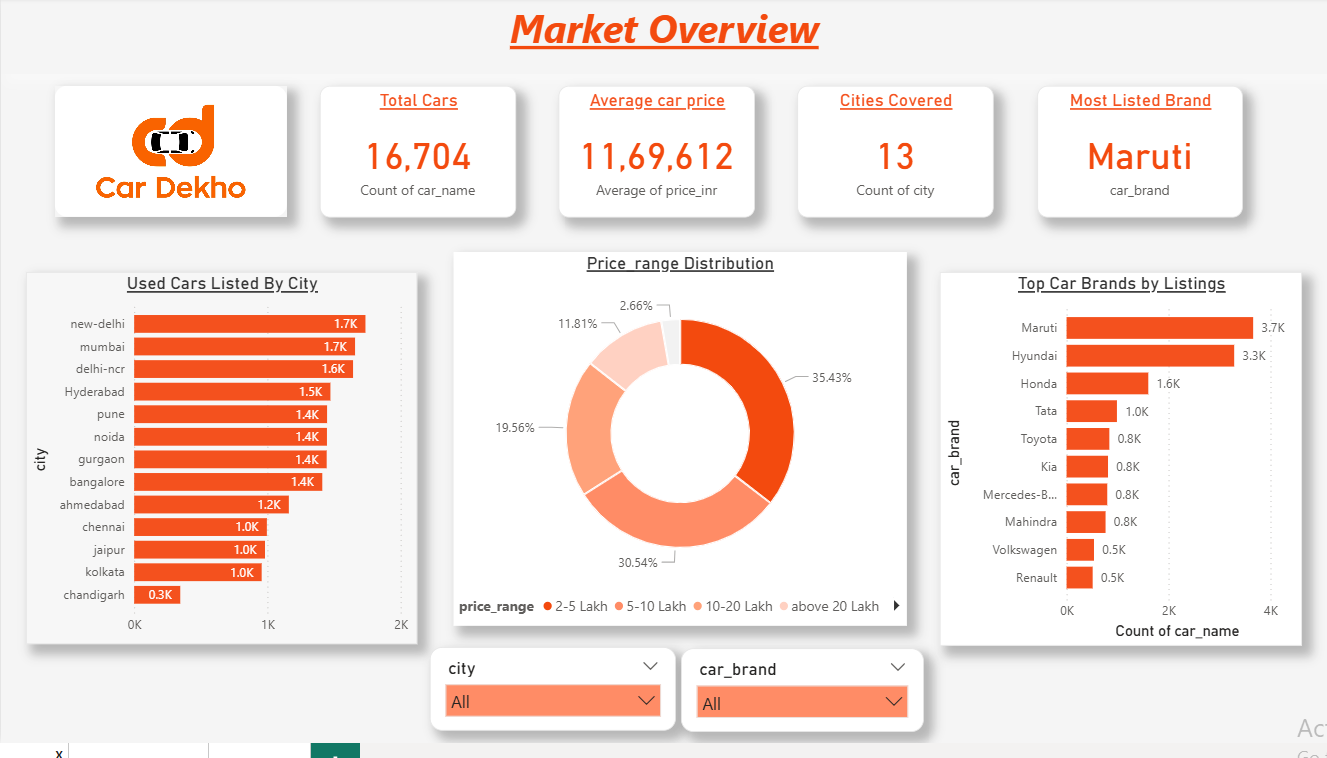 Market Overview
Car Dekho
Total Cars
16,704
Count of car_name
Average car price
11,69,612
Average of price_inr
Cities Covered
13
Count of city
Most Listed Brand
Maruti
car_brand
Used Cars Listed By City
city
new-delhi 1.7K
mumbai 1.7K
delhi-ncr 1.6K
Hyderabad 1.5K
pune 1.4K
noida 1.4K
gurgaon 1.4K
bangalore 1.4K
ahmedabad 1.2K
chennai 1.0K
jaipur 1.0K
kolkata 1.0K
chandigarh 0.3K
0K 1K 2K
Price_range Distribution
2.66%
11.81%
35.43%
19.56%
30.54%
price_range 2-5 Lakh 5-10 Lakh 10-20 Lakh above 20 Lakh
Top Car Brands by Listings
car_brand
Maruti 3.7K
Hyundai 3.3K
Honda 1.6K
Tata 1.0K
Toyota 0.8K
Kia 0.8K
Mercedes-B... 0.8K
Mahindra 0.8K
Volkswagen 0.5K
Renault 0.5K
0K 2K 4K
Count of car_name
city
All
car_brand
All
x